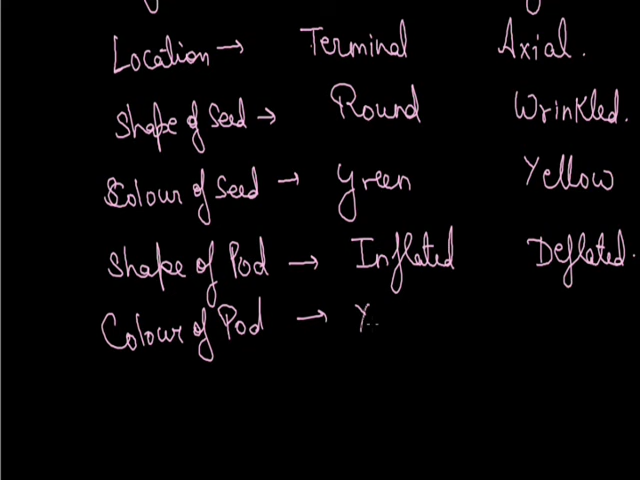 Location → Terminal Axial.
Shape of Seed → Round Wrinkled.
Colour of Seed → Green Yellow
Shape of Pod → Inflated Deflated.
Colour of Pod → Y